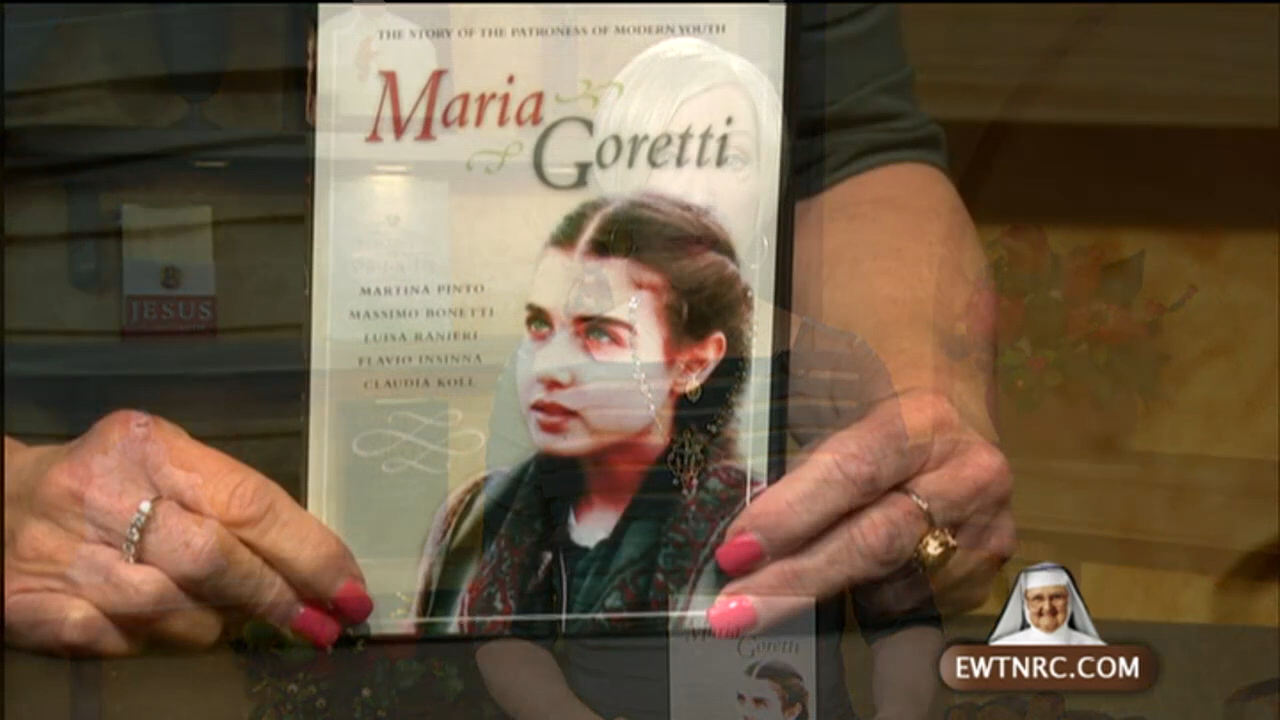 THE STORY OF THE PATRONESS OF MODERN YOUTH
Maria
Goretti
MARTINA PINTO
MASSIMO BONETTI
LUISA RANIERI
FLAVIO INSINNA
CLAUDIA KOLL
JESUS
Maria
Goretti
EWTNRC.COM